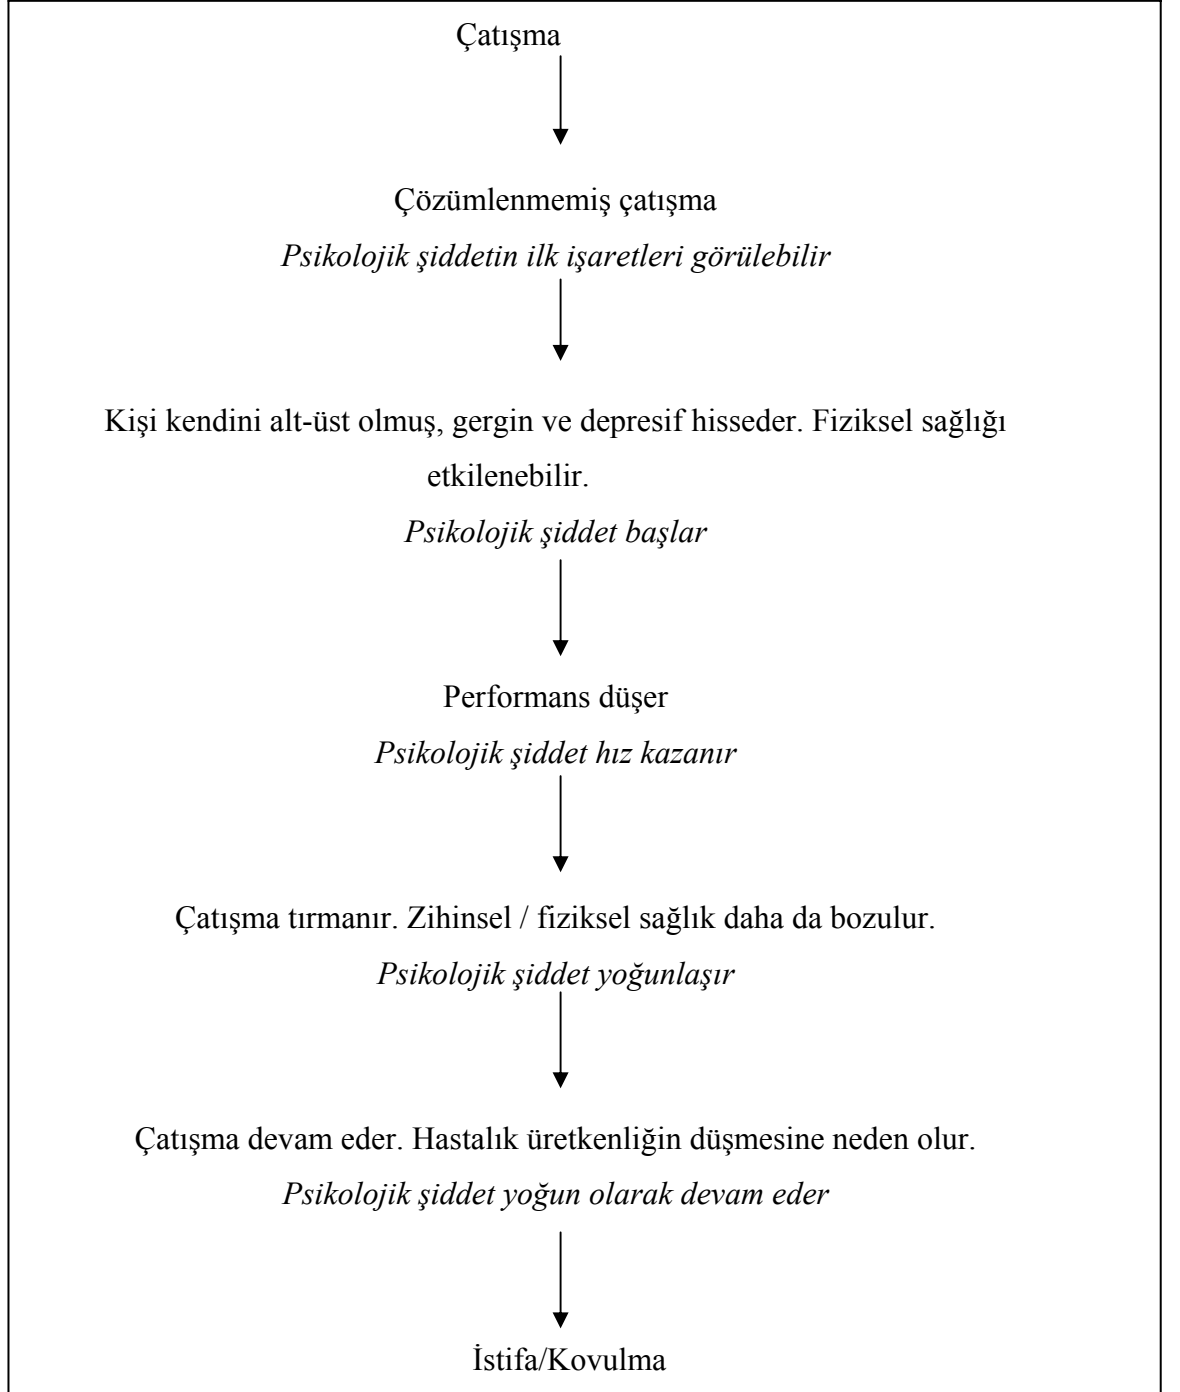 Çatışma
Çözümlenmemiş çatışma
Psikolojik şiddetin ilk işaretleri görülebilir
Kişi kendini alt-üst olmuş, gergin ve depresif hisseder. Fiziksel sağlığı
etkilenebilir.
Psikolojik şiddet başlar
Performans düşer
Psikolojik şiddet hız kazanır
Çatışma tırmanır. Zihinsel / fiziksel sağlık daha da bozulur.
Psikolojik şiddet yoğunlaşır
Çatışma devam eder. Hastalık üretkenliğin düşmesine neden olur.
Psikolojik şiddet yoğun olarak devam eder
İstifa/Kovulma